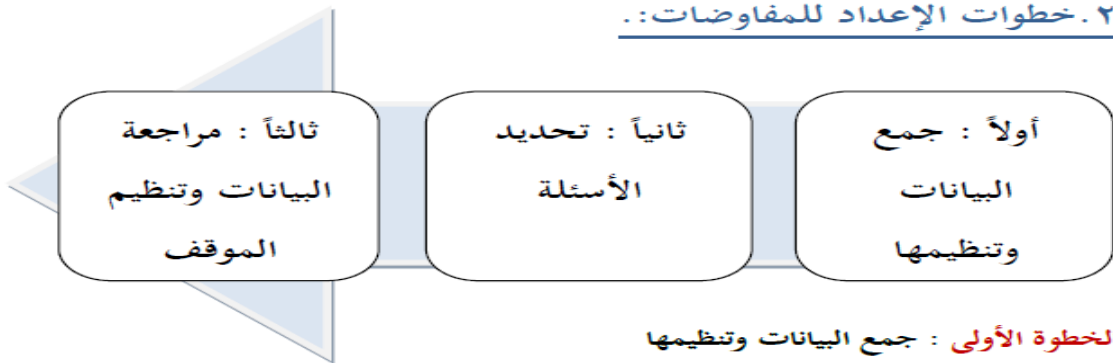 ٢.خطوات الإعداد للمفاوضات:.
أولاً : جمع
البيانات
وتنظيمها
ثانياً : تحديد
الأسئلة
ثالثاً : مراجعة
البيانات وتنظيم
الموقف
لخطوة الأولى : جمع البيانات وتنظيمها